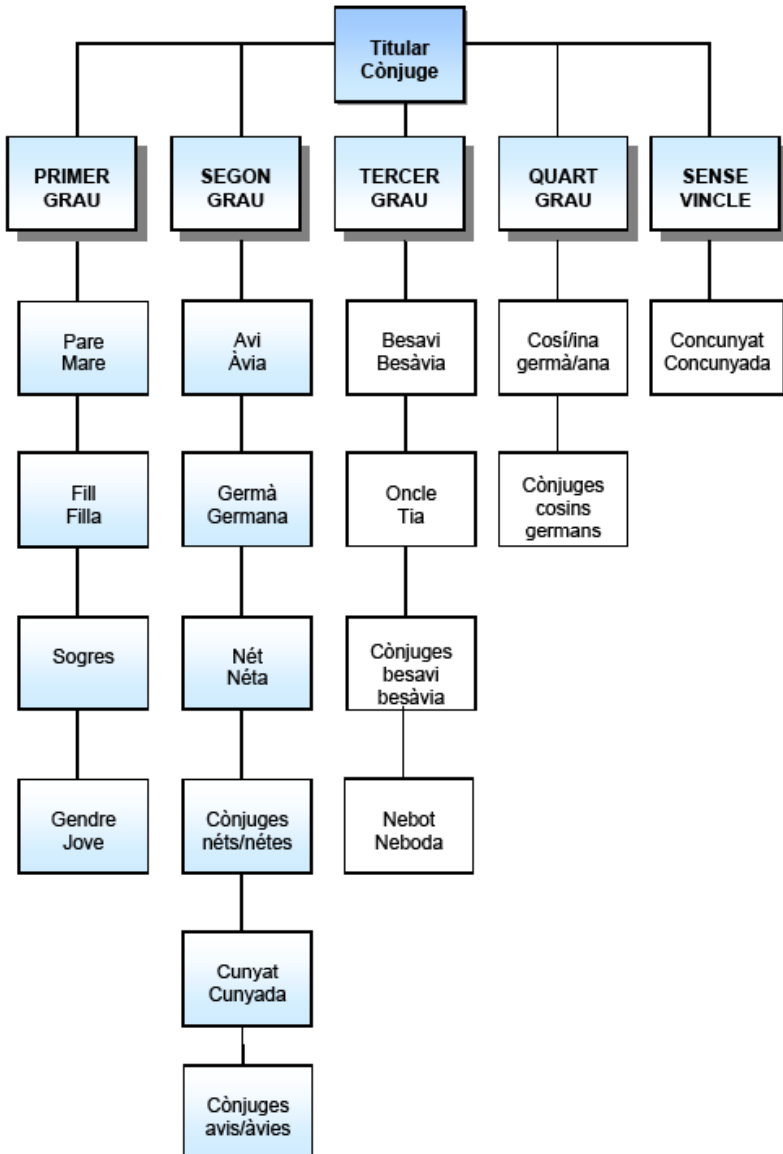 Titular
Cònjuge
PRIMER
GRAU
SEGON
GRAU
TERCER
GRAU
QUART
GRAU
SENSE
VINCLE
Pare
Mare
Avi
Àvia
Besavi
Besàvia
Cosí/ina
germà/ana
Concunyat
Concunyada
Fill
Filla
Germà
Germana
Oncle
Tia
Cònjuges
cosins
germans
Sogres
Nét
Néta
Cònjuges
besavi
besàvia
Gendre
Jove
Cònjuges
néts/nétes
Nebot
Neboda
Cunyat
Cunyada
Cònjuges
avis/àvies